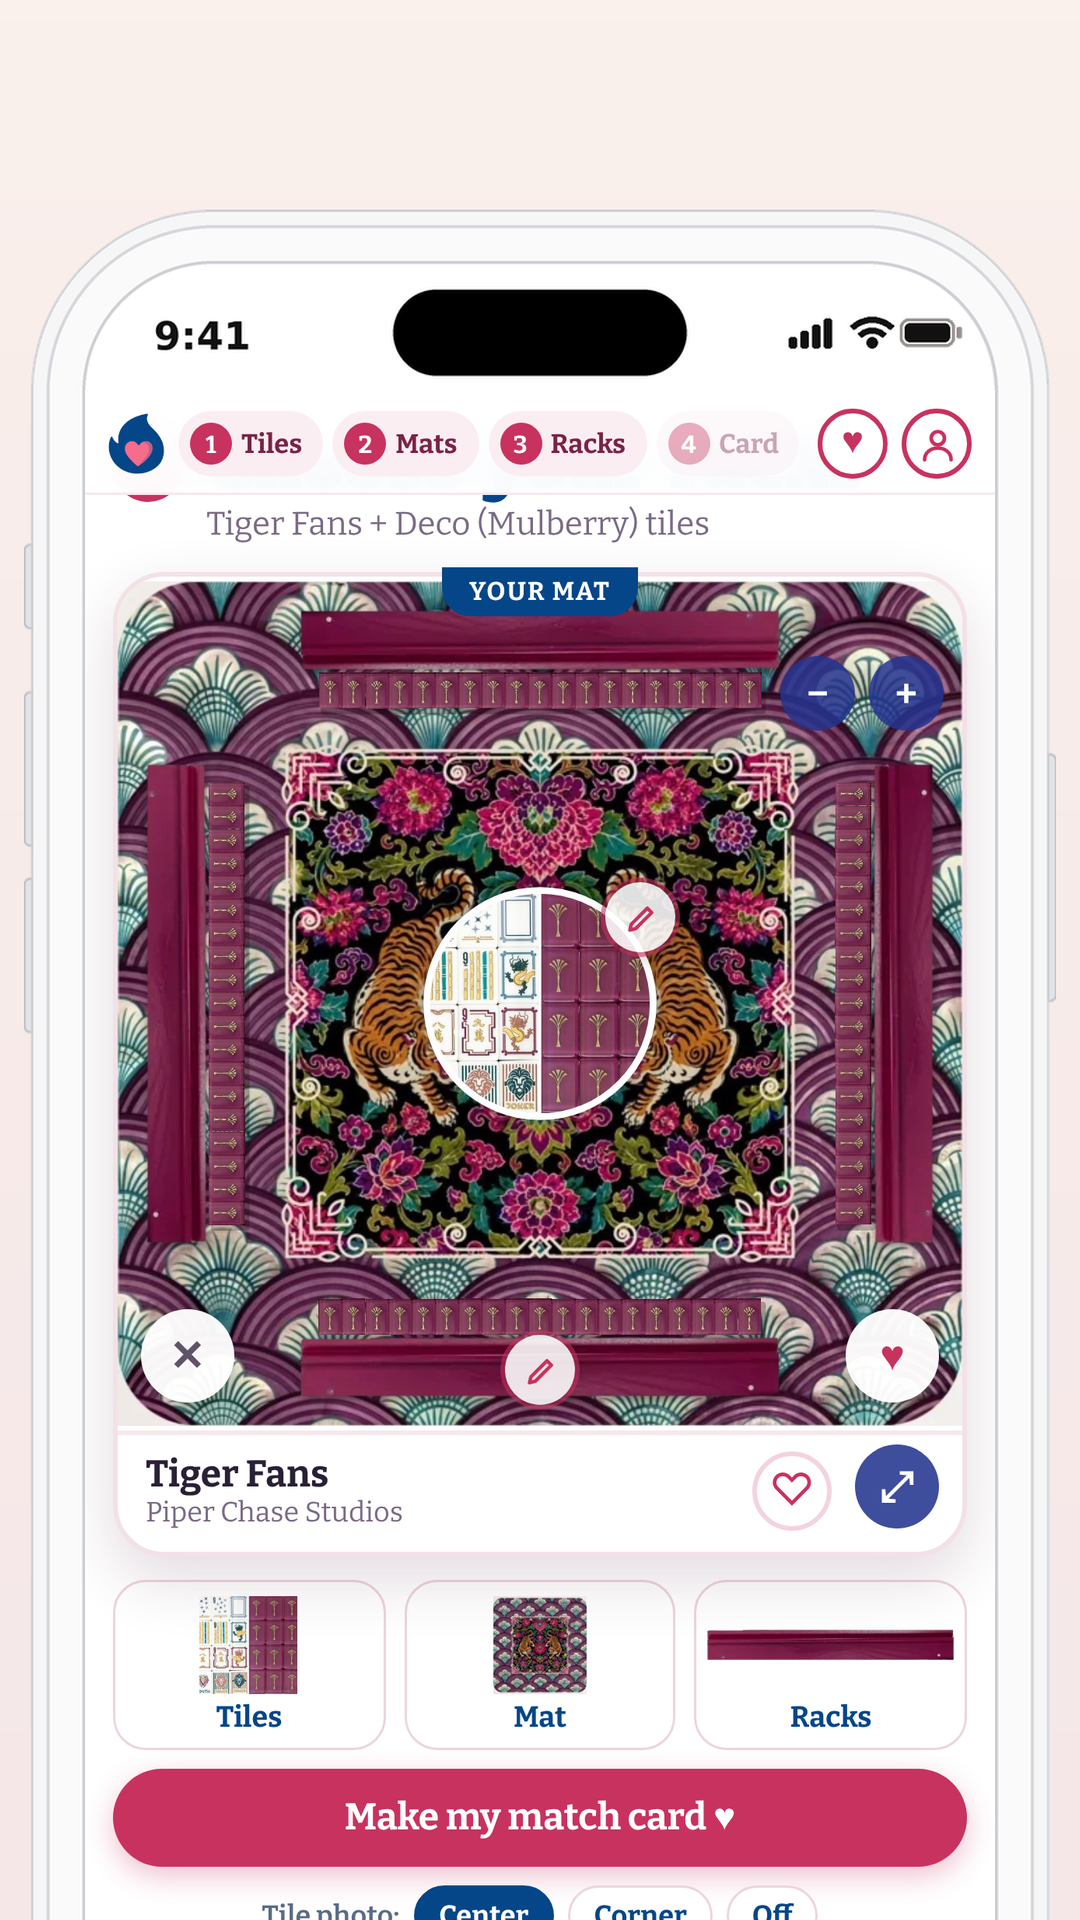 9:41
1 Tiles 2 Mats 3 Racks 4 Card
Tiger Fans + Deco (Mulberry) tiles
YOUR MAT
JOKER
Tiger Fans
Piper Chase Studios
Tiles
Mat
Racks
Make my match card ♥
Tile photo: Center Corner Off